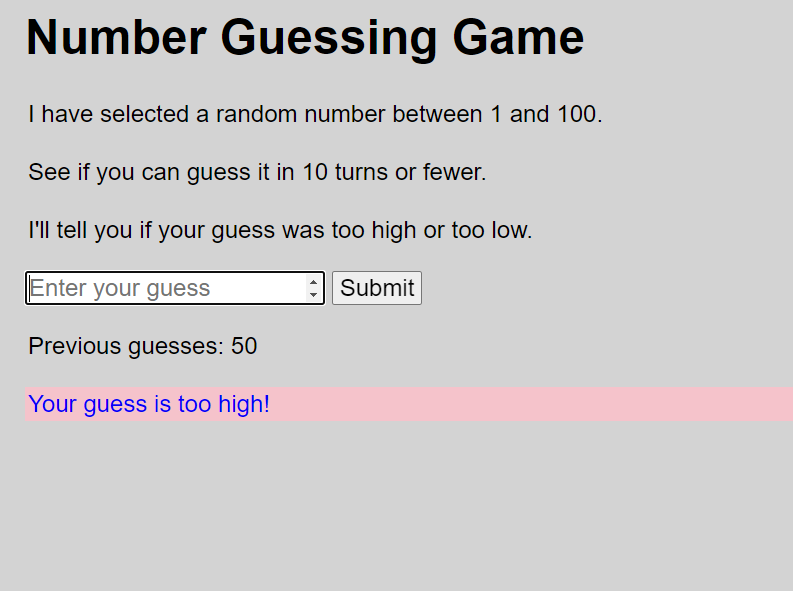 Number Guessing Game
I have selected a random number between 1 and 100.
See if you can guess it in 10 turns or fewer.
I'll tell you if your guess was too high or too low.
Enter your guess Submit
Previous guesses: 50
Your guess is too high!